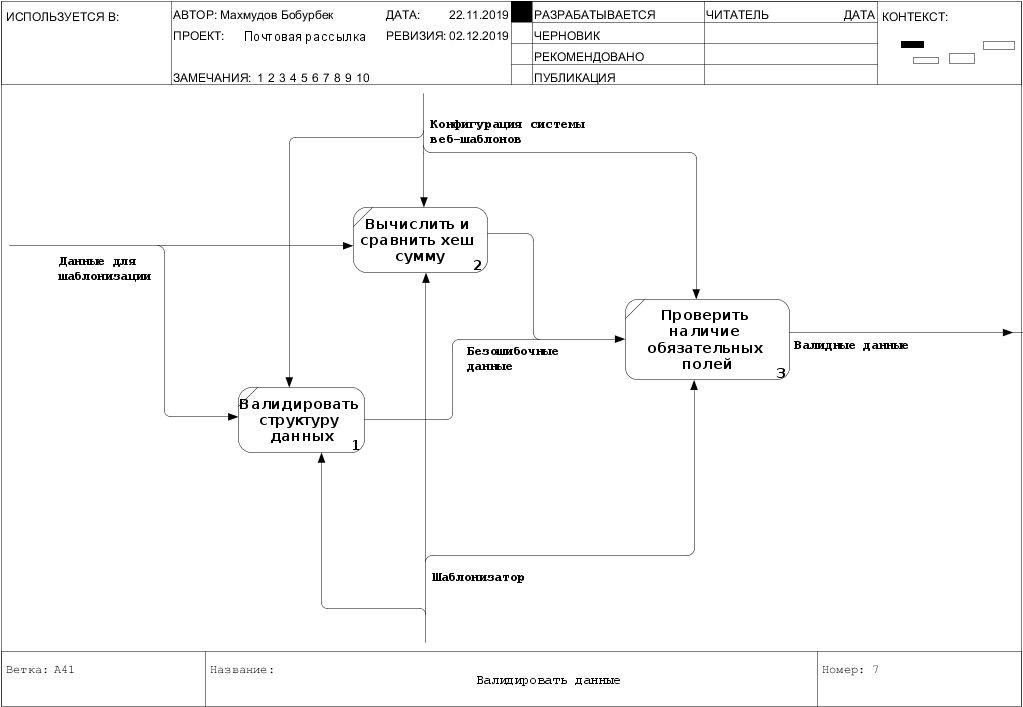 ИСПОЛЬЗУЕТСЯ В:
АВТОР: Махмудов Бобурбек
ДАТА: 22.11.2019
РАЗРАБАТЫВАЕТСЯ
ЧИТАТЕЛЬ
ДАТА
КОНТЕКСТ:
ПРОЕКТ: Почтовая рассылка
РЕВИЗИЯ: 02.12.2019
ЧЕРНОВИК
РЕКОМЕНДОВАНО
ЗАМЕЧАНИЯ: 1 2 3 4 5 6 7 8 9 10
ПУБЛИКАЦИЯ
Конфигурация системы
веб-шаблонов
Вычислить и
сравнить хеш
сумму
2
Данные для
шаблонизации
Проверить
наличие
обязательных
полей
3
Валидные данные
Безошибочные
данные
Валидировать
структуру
данных
1
Шаблонизатор
Ветка: A41
Название:
Валидировать данные
Номер: 7